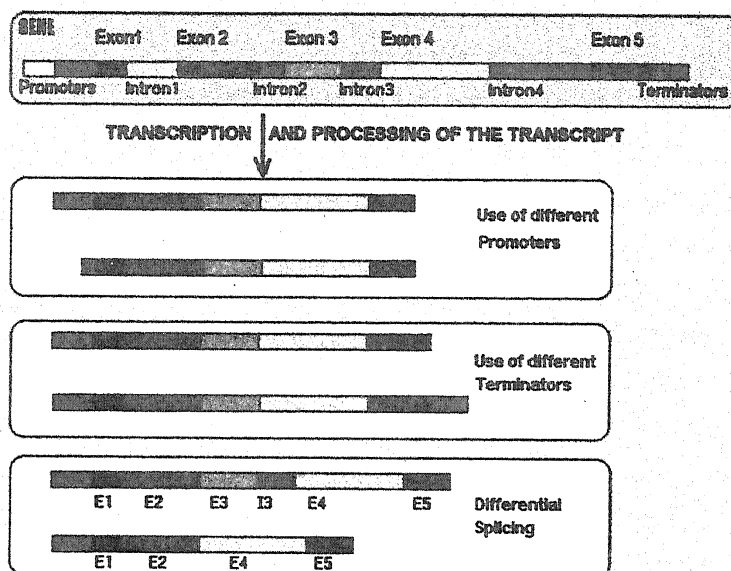 GENE
Exon1 Exon 2 Exon 3 Exon 4 Exon 5
Promoters Intron1 Intron2 Intron3 Intron4 Terminators
TRANSCRIPTION AND PROCESSING OF THE TRANSCRIPT
Use of different
Promoters
Use of different
Terminators
E1 E2 E3 I3 E4 E5
Differential
Splicing
E1 E2 E4 E5